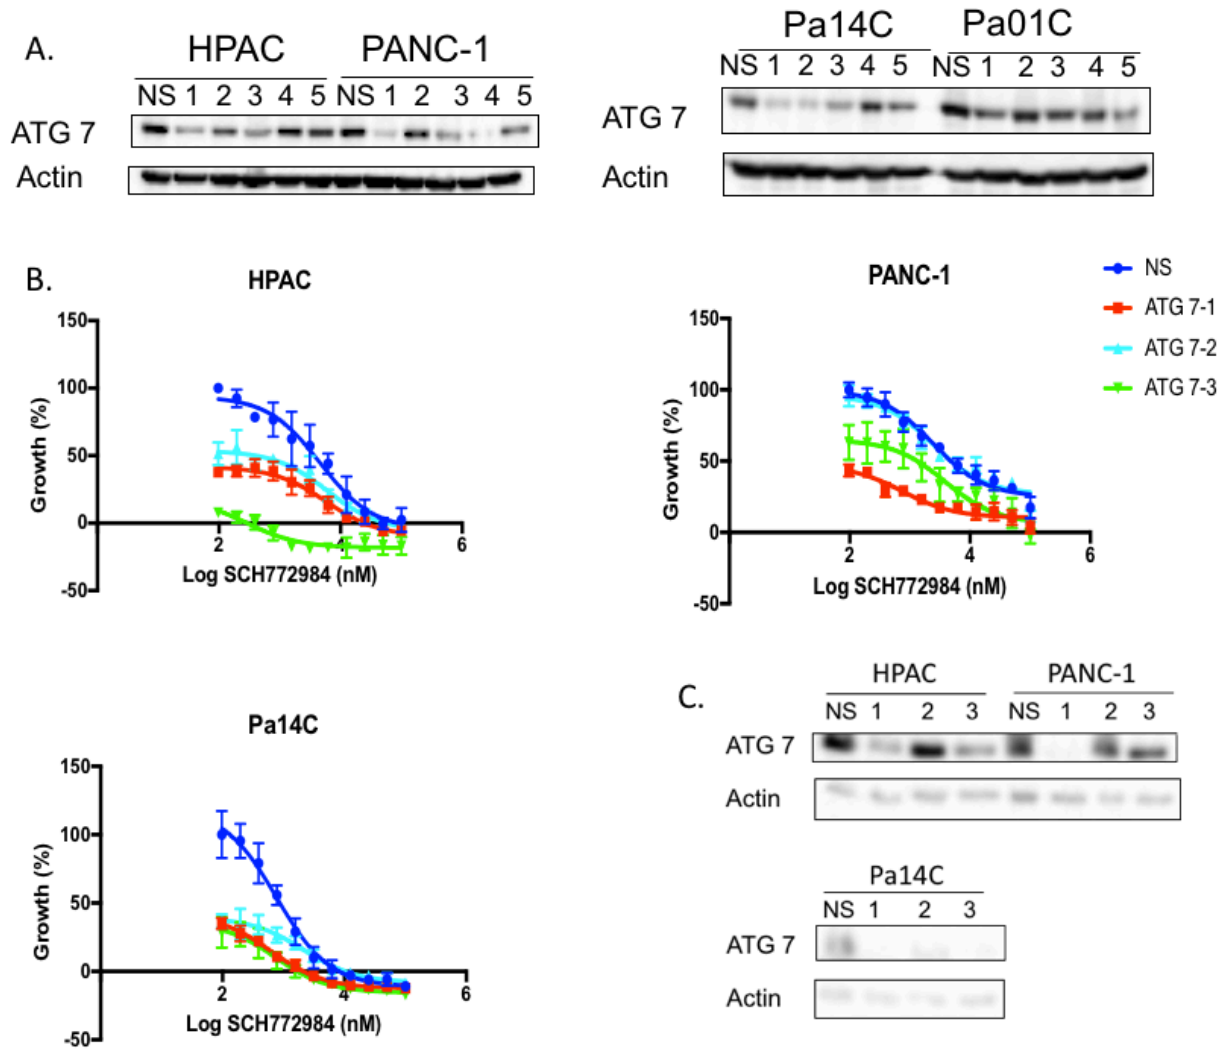 A.
HPAC PANC-1
NS 1 2 3 4 5 NS 1 2 3 4 5
ATG 7
Actin
Pa14C Pa01C
NS 1 2 3 4 5 NS 1 2 3 4 5
ATG 7
Actin
B.
HPAC
150
100
50
0
-50
2 4 6
Growth (%)
Log SCH772984 (nM)
PANC-1
150
100
50
0
-50
2 4 6
Growth (%)
Log SCH772984 (nM)
NS
ATG 7-1
ATG 7-2
ATG 7-3
Pa14C
150
100
50
0
-50
2 4 6
Growth (%)
Log SCH772984 (nM)
C.
HPAC PANC-1
NS 1 2 3 NS 1 2 3
ATG 7
Actin
Pa14C
NS 1 2 3
ATG 7
Actin